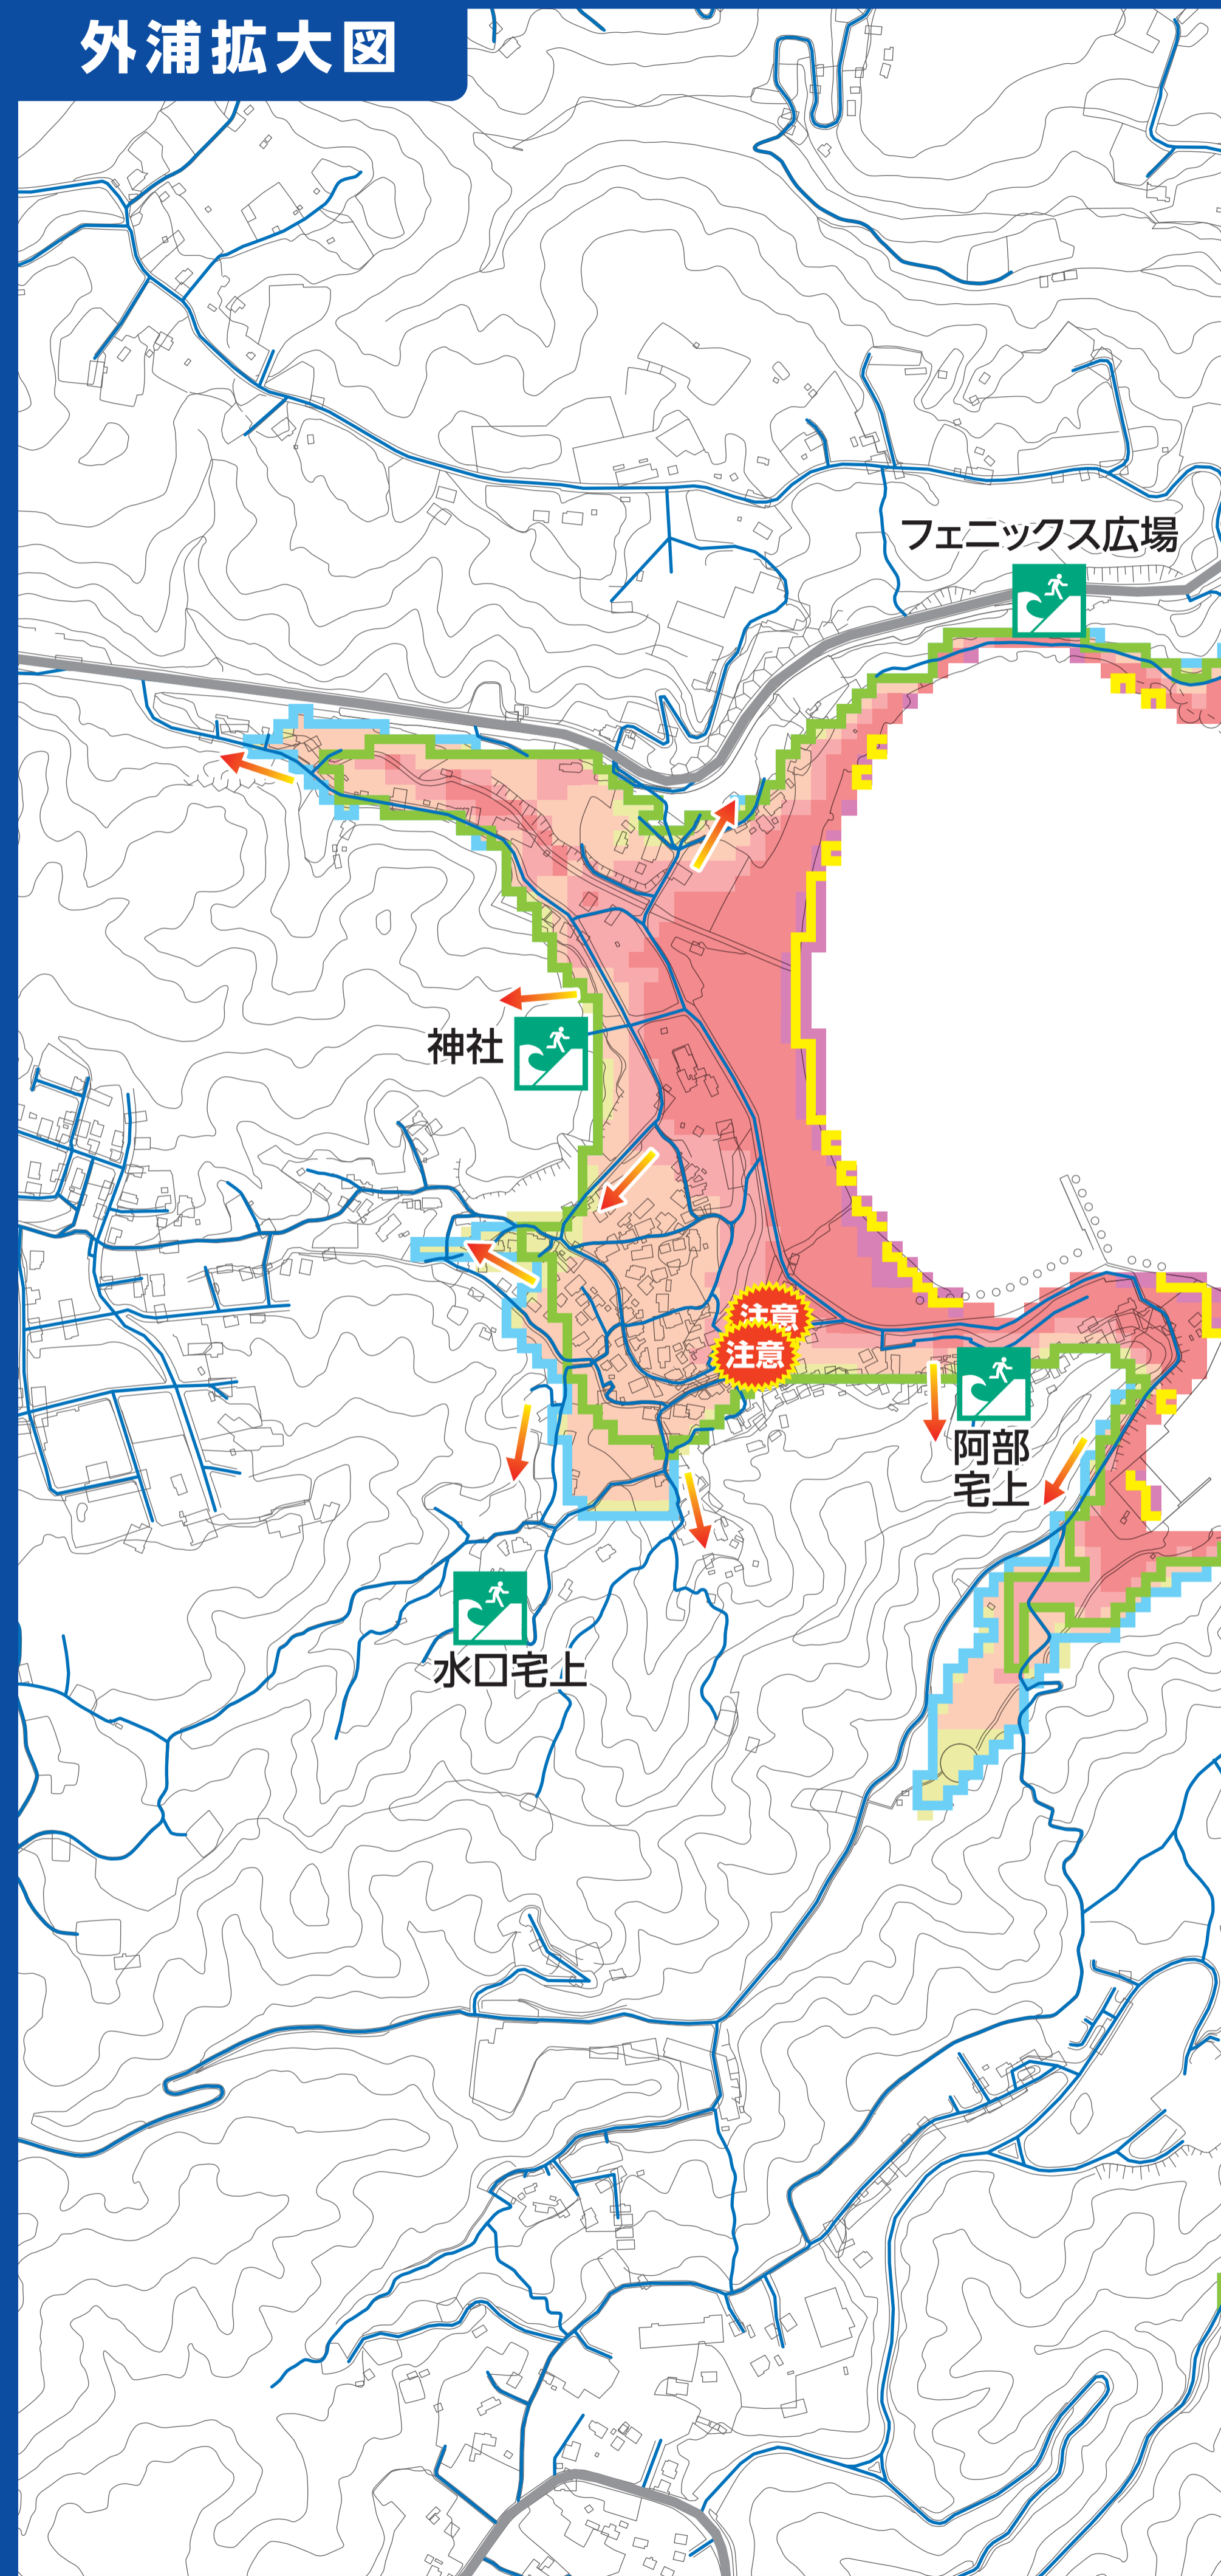 外浦拡大図
フェニックス広場
神社
注意
注意
阿部
宅上
水口宅上